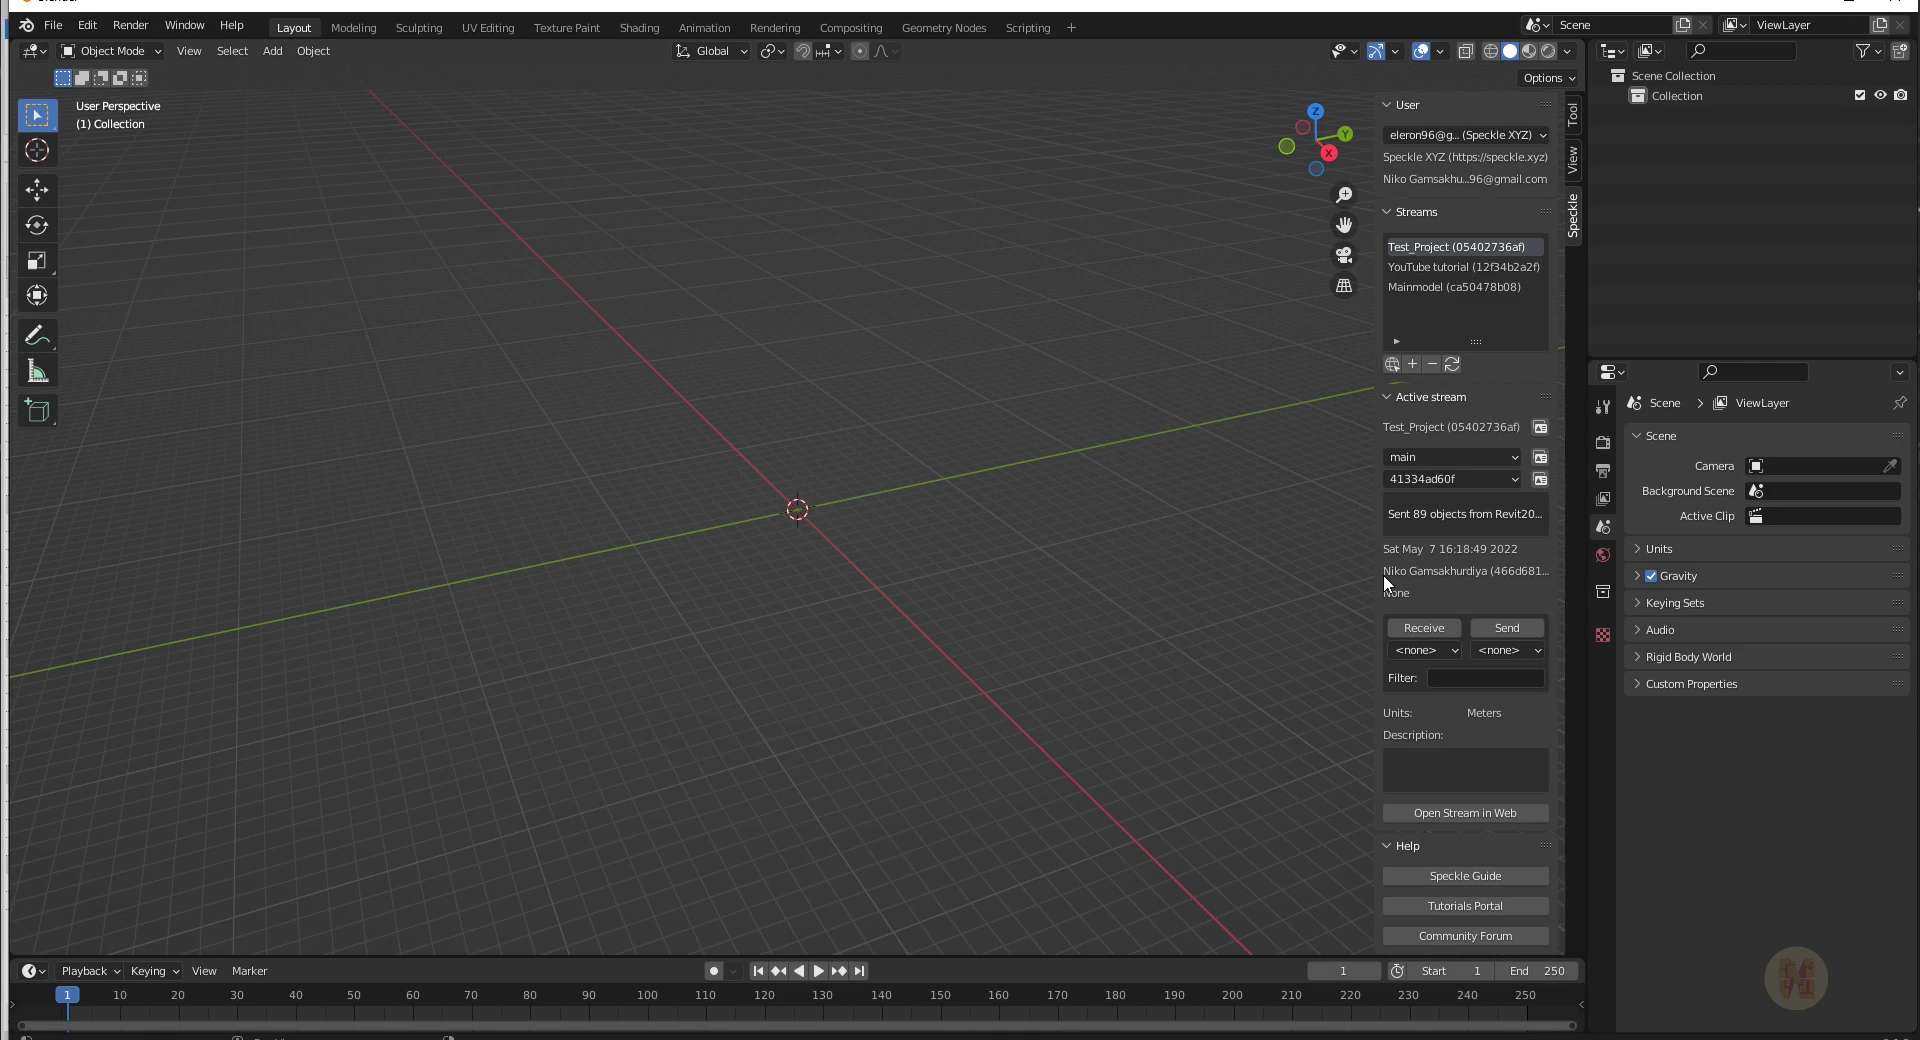 File Edit Render Window Help Layout Modeling Sculpting UV Editing Texture Paint Shading Animation Rendering Compositing Geometry Nodes Scripting + Scene ViewLayer
Object Mode View Select Add Object Global
Options
User Perspective
(1) Collection
Z
Y
X
User
eleron96@g... (Speckle XYZ)
Speckle XYZ (https://speckle.xyz)
Niko Gamsakhu...96@gmail.com
Streams
Test_Project (05402736af)
YouTube tutorial (12f34b2a2f)
Mainmodel (ca50478b08)
Active stream
Test_Project (05402736af)
main
41334ad60f
Sent 89 objects from Revit20...
Sat May 7 16:18:49 2022
Niko Gamsakhurdiya (466d681...
None
Receive Send
<none> <none>
Filter:
Units: Meters
Description:
Open Stream in Web
Help
Speckle Guide
Tutorials Portal
Community Forum
Tool
View
Speckle
Scene Collection
Collection
Scene > ViewLayer
Scene
Camera
Background Scene
Active Clip
Units
Gravity
Keying Sets
Audio
Rigid Body World
Custom Properties
Playback Keying View Marker 1 Start 1 End 250
1 10 20 30 40 50 60 70 80 90 100 110 120 130 140 150 160 170 180 190 200 210 220 230 240 250